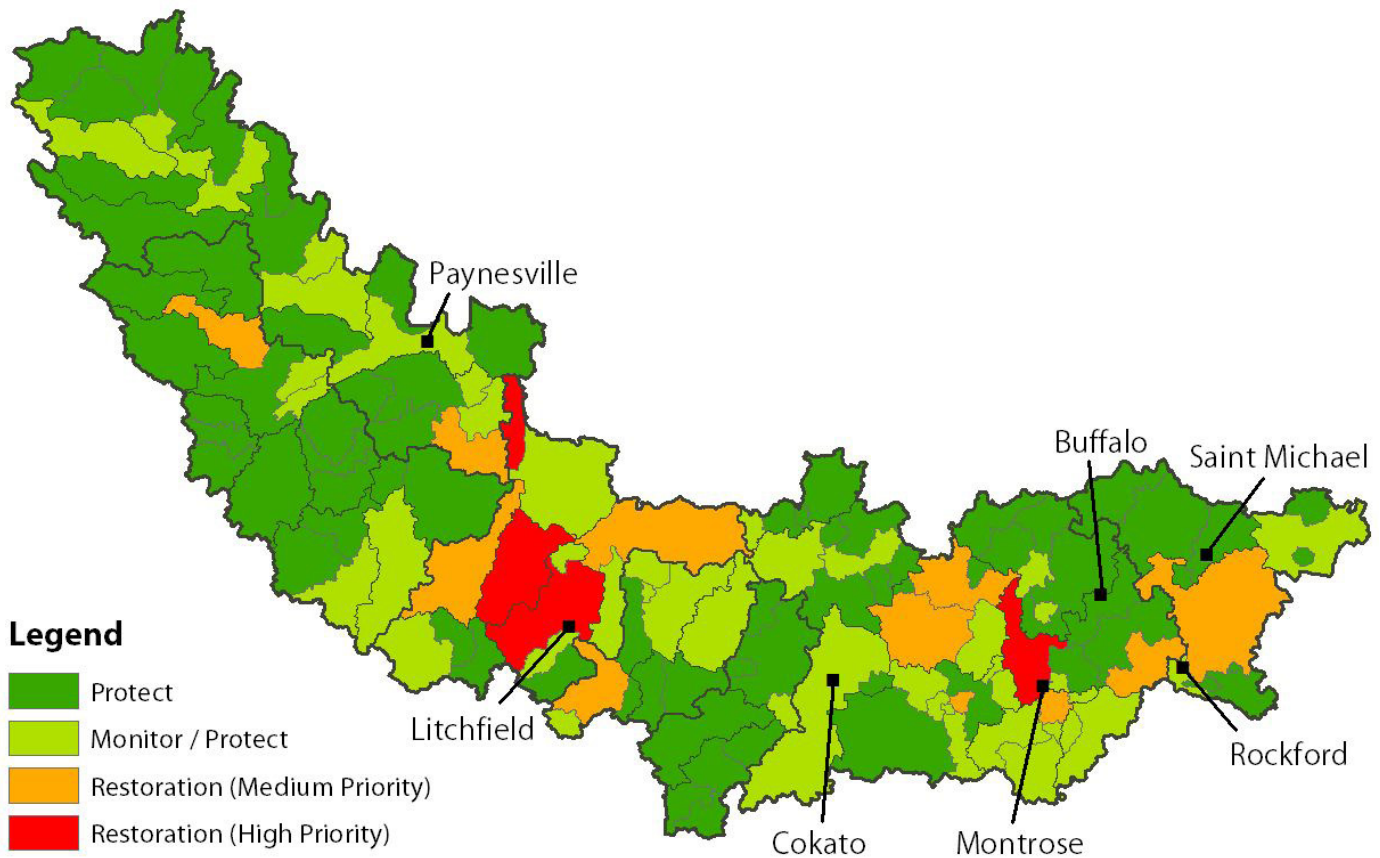 Paynesville
Buffalo
Saint Michael
Legend
Protect
Monitor / Protect
Restoration (Medium Priority)
Restoration (High Priority)
Litchfield
Rockford
Cokato
Montrose